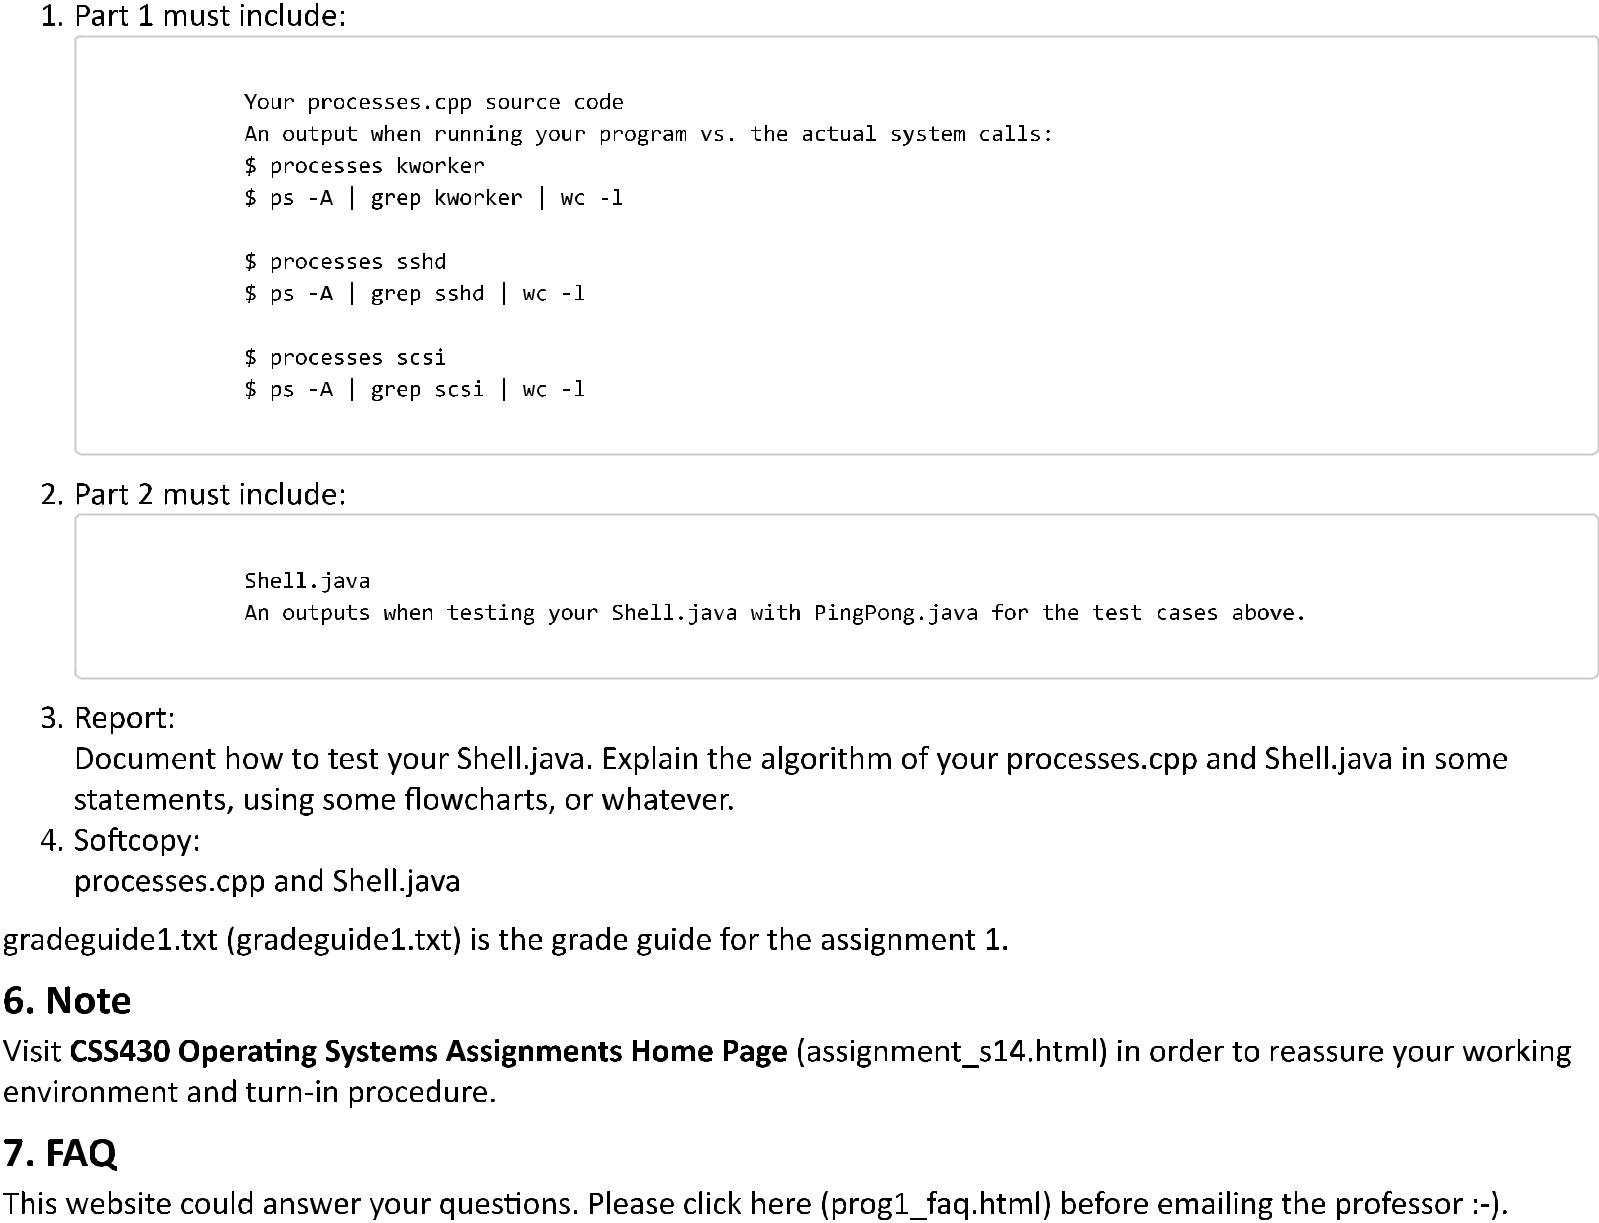 1. Part 1 must include:
Your processes.cpp source code
An output when running your program vs. the actual system calls:
$ processes kworker
$ ps -A | grep kworker | wc -l
$ processes sshd
$ ps -A | grep sshd | wc -l
$ processes scsi
$ ps -A | grep scsi | wc -l
2. Part 2 must include:
Shell.java
An outputs when testing your Shell.java with PingPong.java for the test cases above.
3. Report:
Document how to test your Shell.java. Explain the algorithm of your processes.cpp and Shell.java in some
statements, using some flowcharts, or whatever.
4. Softcopy:
processes.cpp and Shell.java
gradeguide1.txt (gradeguide1.txt) is the grade guide for the assignment 1.
6. Note
Visit CSS430 Operating Systems Assignments Home Page (assignment_s14.html) in order to reassure your working
environment and turn-in procedure.
7. FAQ
This website could answer your questions. Please click here (prog1_faq.html) before emailing the professor :-).